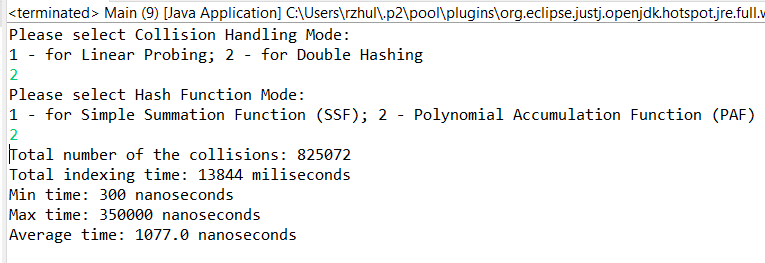 <terminated> Main (9) [Java Application] C:\Users\rzhul\.p2\pool\plugins\org.eclipse.justj.openjdk.hotspot.jre.full.w
Please select Collision Handling Mode:
1 - for Linear Probing; 2 - for Double Hashing
2
Please select Hash Function Mode:
1 - for Simple Summation Function (SSF); 2 - Polynomial Accumulation Function (PAF)
2
Total number of the collisions: 825072
Total indexing time: 13844 miliseconds
Min time: 300 nanoseconds
Max time: 350000 nanoseconds
Average time: 1077.0 nanoseconds